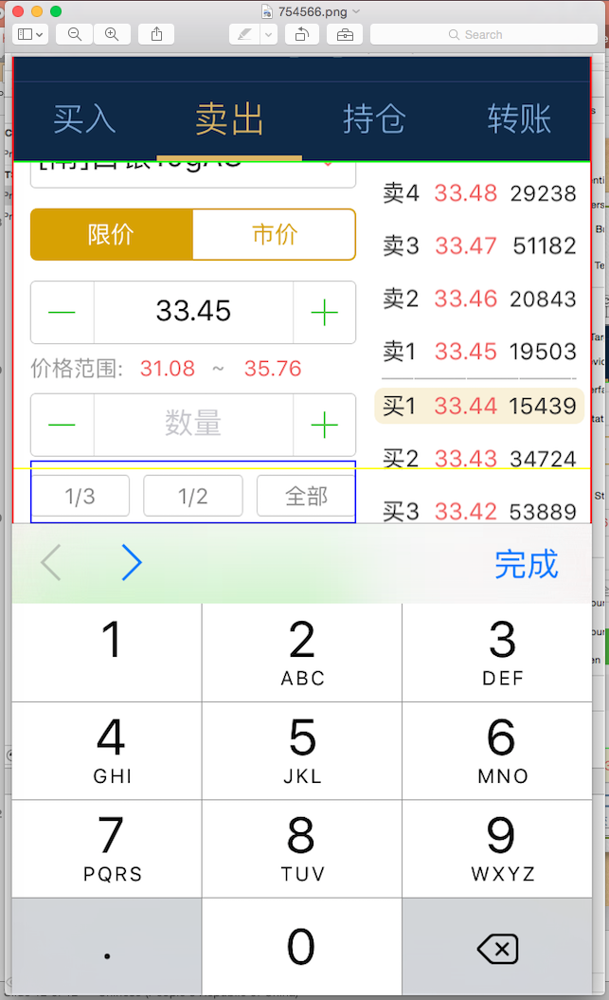 754566.png
Search
买入 卖出 持仓 转账
限价 市价
33.45
价格范围: 31.08 ~ 35.76
数量
1/3 1/2 全部
卖4 33.48 29238
卖3 33.47 51182
卖2 33.46 20843
卖1 33.45 19503
买1 33.44 15439
买2 33.43 34724
买3 33.42 53889
完成
1
2
ABC
3
DEF
4
GHI
5
JKL
6
MNO
7
PQRS
8
TUV
9
WXYZ
.
0